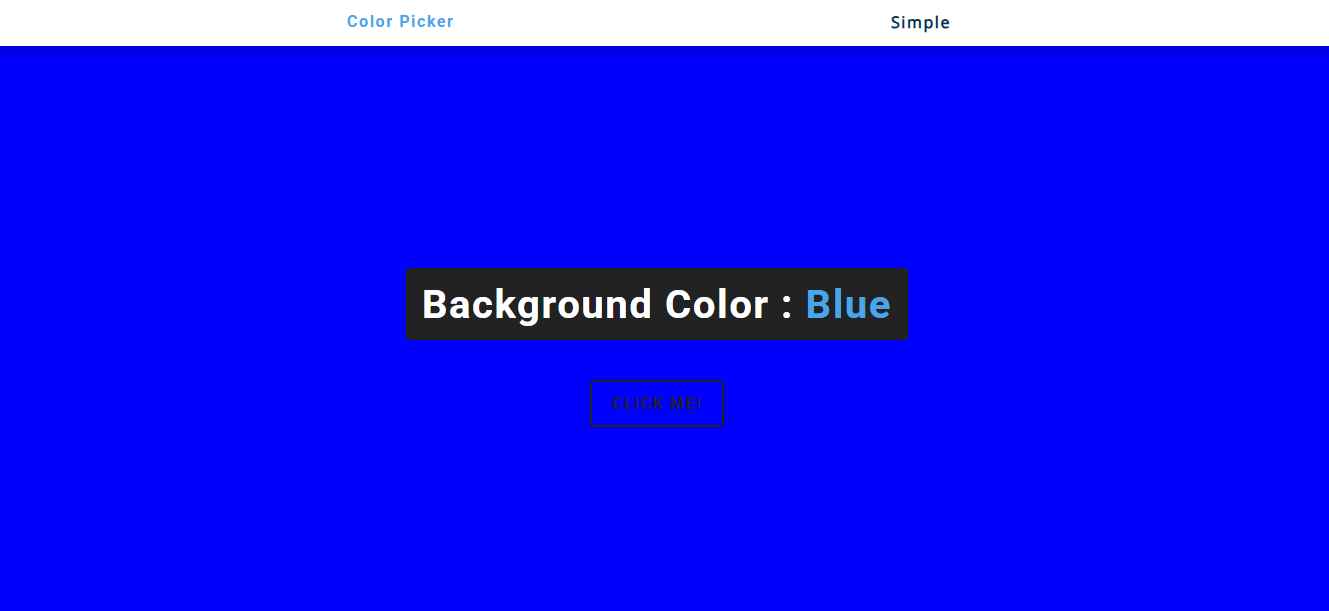 Color Picker
Simple
Background Color : Blue
CLICK ME!